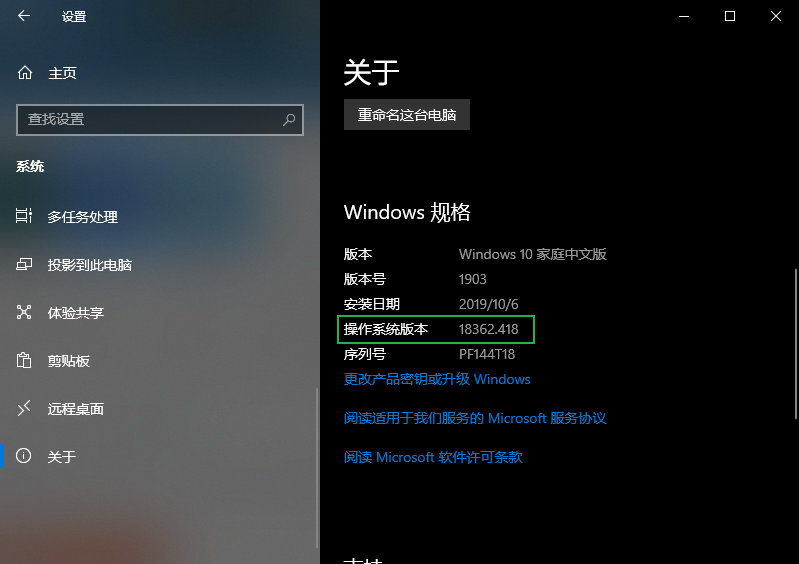 设置
主页
查找设置
系统
多任务处理
投影到此电脑
体验共享
剪贴板
远程桌面
关于
关于
重命名这台电脑
Windows 规格
版本 Windows 10 家庭中文版
版本号 1903
安装日期 2019/10/6
操作系统版本 18362.418
序列号 PF144T18
更改产品密钥或升级 Windows
阅读适用于我们服务的 Microsoft 服务协议
阅读 Microsoft 软件许可条款